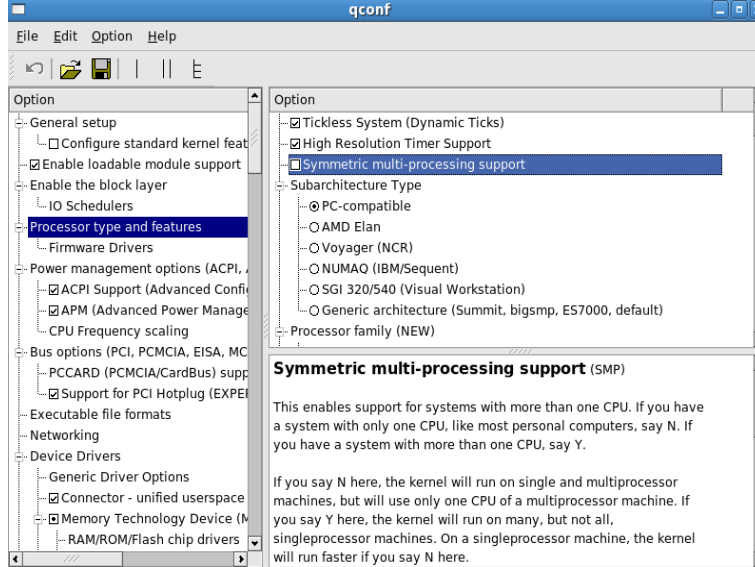 qconf
File Edit Option Help
Option
General setup
Configure standard kernel feat
Enable loadable module support
Enable the block layer
IO Schedulers
Processor type and features
Firmware Drivers
Power management options (ACPI,
ACPI Support (Advanced Confi
APM (Advanced Power Manage
CPU Frequency scaling
Bus options (PCI, PCMCIA, EISA, MC
PCCARD (PCMCIA/CardBus) supp
Support for PCI Hotplug (EXPE
Executable file formats
Networking
Device Drivers
Generic Driver Options
Connector - unified userspace
Memory Technology Device (M
RAM/ROM/Flash chip drivers
Option
Tickless System (Dynamic Ticks)
High Resolution Timer Support
Symmetric multi-processing support
Subarchitecture Type
PC-compatible
AMD Elan
Voyager (NCR)
NUMAQ (IBM/Sequent)
SGI 320/540 (Visual Workstation)
Generic architecture (Summit, bigsmp, ES7000, default)
Processor family (NEW)
Symmetric multi-processing support (SMP)
This enables support for systems with more than one CPU. If you have
a system with only one CPU, like most personal computers, say N. If
you have a system with more than one CPU, say Y.
If you say N here, the kernel will run on single and multiprocessor
machines, but will use only one CPU of a multiprocessor machine. If
you say Y here, the kernel will run on many, but not all,
singleprocessor machines. On a singleprocessor machine, the kernel
will run faster if you say N here.